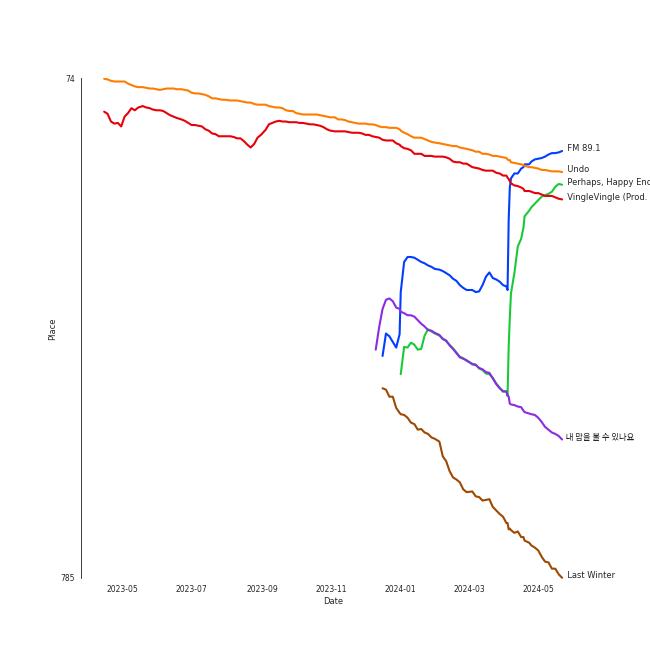 74
FM 89.1
Undo
Perhaps, Happy End
VingleVingle (Prod.
Place
내 맘을 볼 수 있나요
785
Last Winter
2023-05 2023-07 2023-09 2023-11 2024-01 2024-03 2024-05
Date